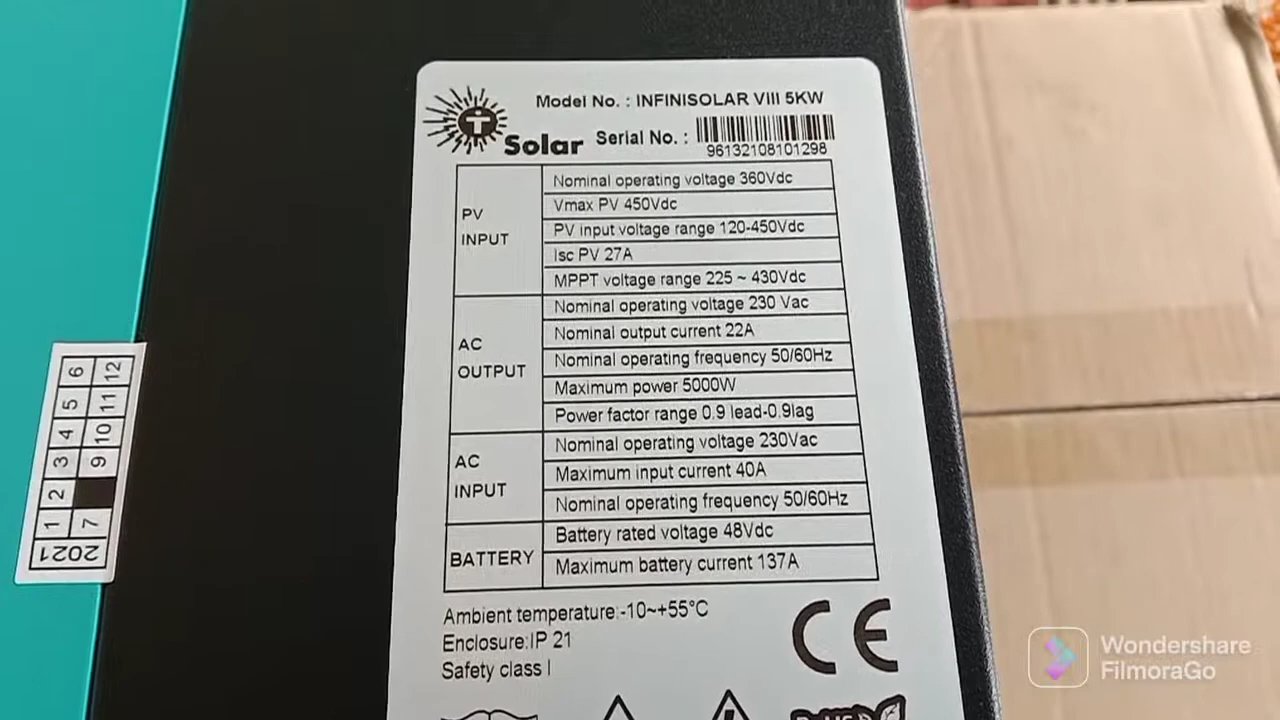 Model No. : INFINISOLAR VIII 5KW
T Solar
Serial No. :
96132108101298
PV INPUT
Nominal operating voltage 360Vdc
Vmax PV 450Vdc
PV input voltage range 120-450Vdc
Isc PV 27A
MPPT voltage range 225 ~ 430Vdc
AC OUTPUT
Nominal operating voltage 230 Vac
Nominal output current 22A
Nominal operating frequency 50/60Hz
Maximum power 5000W
Power factor range 0.9 lead-0.9lag
AC INPUT
Nominal operating voltage 230Vac
Maximum input current 40A
Nominal operating frequency 50/60Hz
BATTERY
Battery rated voltage 48Vdc
Maximum battery current 137A
Ambient temperature:-10~+55°C
Enclosure:IP 21
Safety class I
CE
RoHS
2021
1 2 3 4 5 6
7 9 10 11 12
Wondershare
FilmoraGo